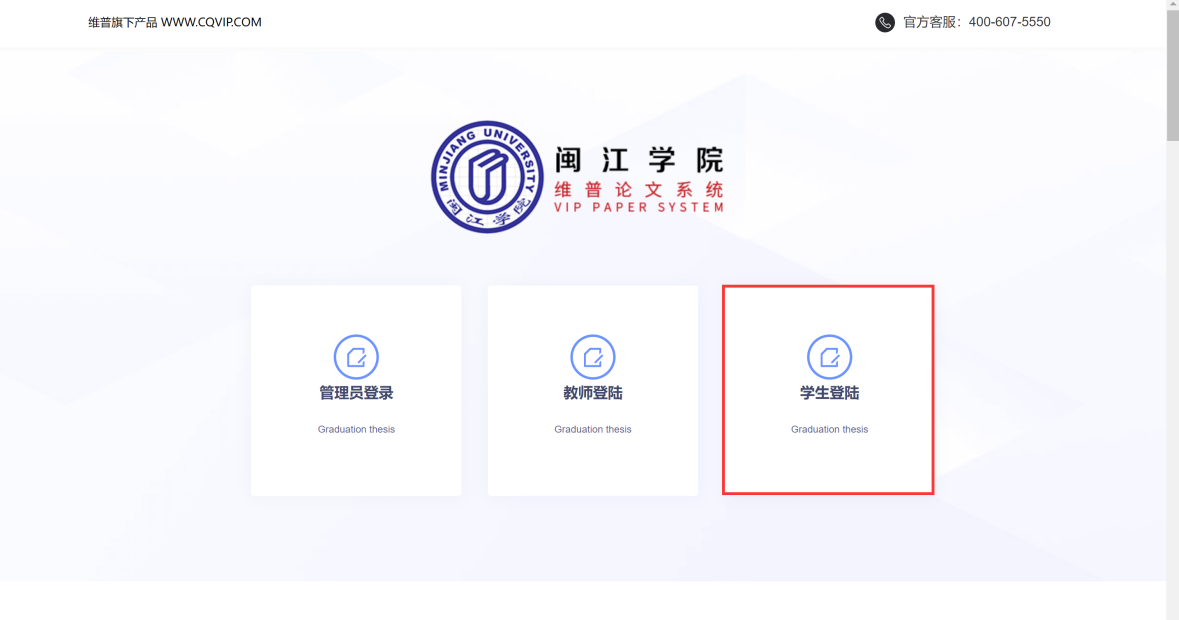 维普旗下产品 WWW.CQVIP.COM
官方客服：400-607-5550
MINJIANG UNIVERSITY
闽江学院
闽江学院
维普论文系统
VIP PAPER SYSTEM
管理员登录
Graduation thesis
教师登陆
Graduation thesis
学生登陆
Graduation thesis